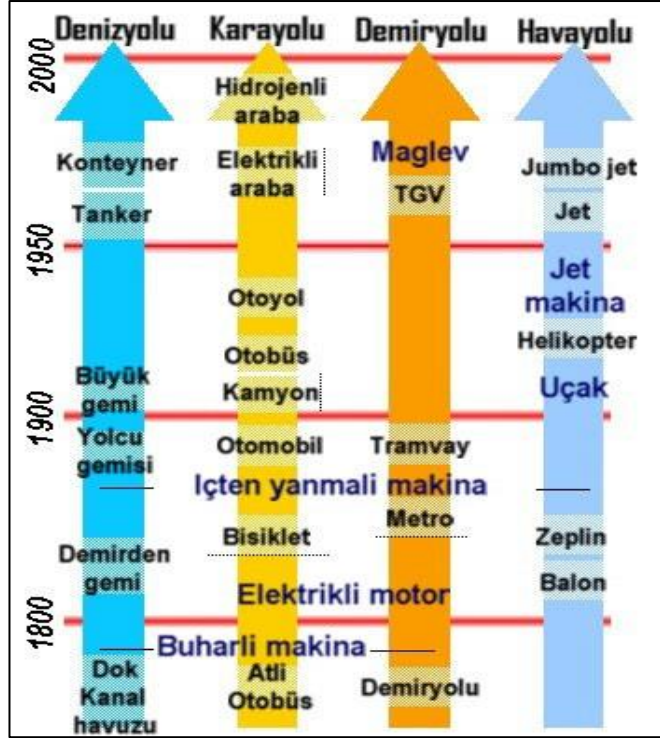 Denizyolu Karayolu Demiryolu Havayolu
2000
Hidrojenli
araba
Konteyner
Elektrikli
araba
Maglev
Jumbo jet
TGV
Tanker
Jet
1950
Jet
makina
Otoyol
Helikopter
Otobüs
Büyük
gemi
Kamyon
Uçak
1900
Yolcu
gemisi
Otomobil
Tramvay
Içten yanmali makina
Metro
Bisiklet
Zeplin
Demirden
gemi
Balon
Elektrikli motor
1800
Buharli makina
Dok
Kanal
havuzu
Atli
Otobüs
Demiryolu